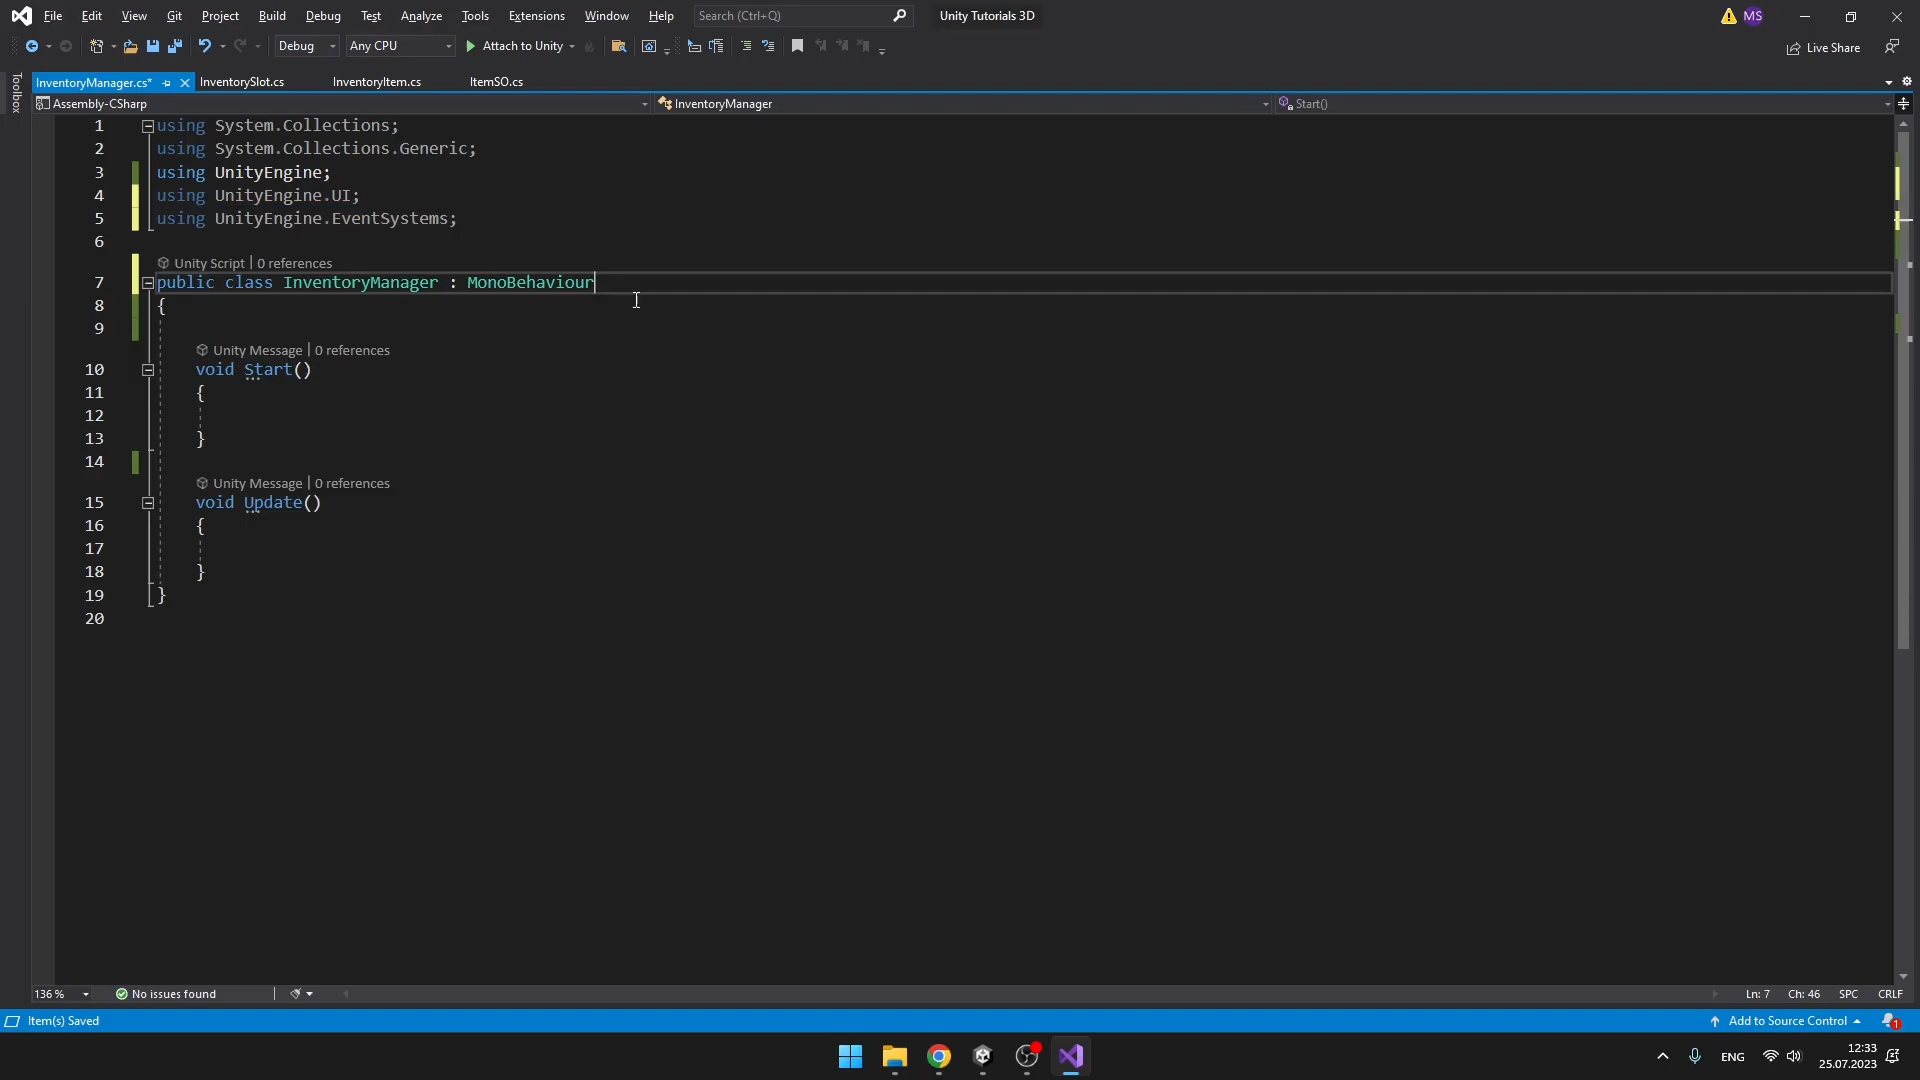 File Edit View Git Project Build Debug Test Analyze Tools Extensions Window Help Search (Ctrl+Q) Unity Tutorials 3D MS
Debug Any CPU Attach to Unity Live Share
Toolbox
InventoryManager.cs* InventorySlot.cs InventoryItem.cs ItemSO.cs
Assembly-CSharp InventoryManager Start()
1 using System.Collections;
2 using System.Collections.Generic;
3 using UnityEngine;
4 using UnityEngine.UI;
5 using UnityEngine.EventSystems;
6
Unity Script | 0 references
7 public class InventoryManager : MonoBehaviour
8 {
9
Unity Message | 0 references
10 void Start()
11 {
12
13 }
14
Unity Message | 0 references
15 void Update()
16 {
17
18 }
19 }
20
136 % No issues found Ln: 7 Ch: 46 SPC CRLF
Item(s) Saved Add to Source Control 1
ENG 12:33
25.07.2023